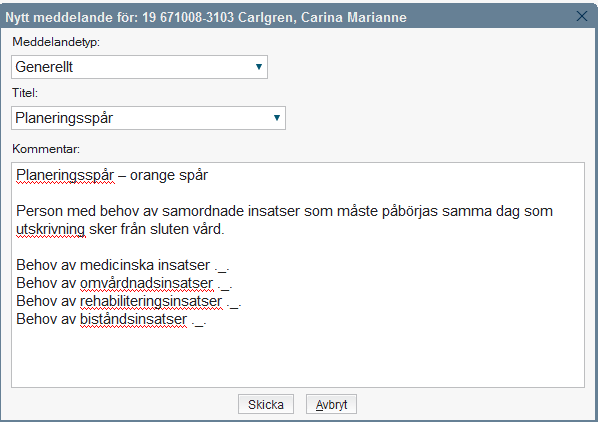 Nytt meddelande för: 19 671008-3103 Carlgren, Carina Marianne
Meddelandetyp:
Generellt
Titel:
Planeringsspår
Kommentar:
Planeringsspår – orange spår
Person med behov av samordnade insatser som måste påbörjas samma dag som
utskrivning sker från sluten vård.
Behov av medicinska insatser ._.
Behov av omvårdnadsinsatser ._.
Behov av rehabiliteringsinsatser ._.
Behov av biståndsinsatser ._.
Skicka Avbryt